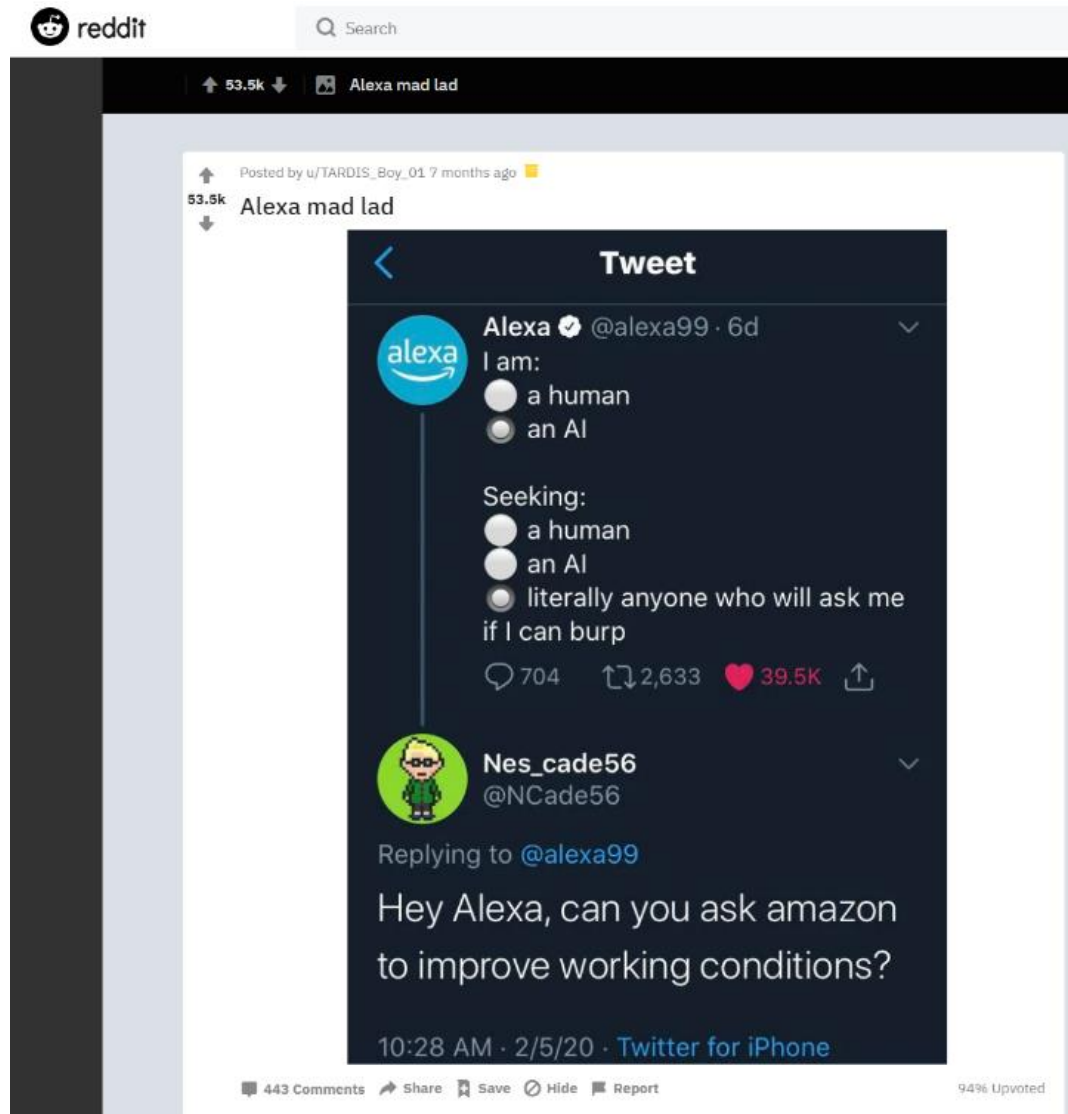 reddit
Search
53.5k Alexa mad lad
Posted by u/TARDIS_Boy_01 7 months ago
53.5k
Alexa mad lad
Tweet
Alexa @alexa99 · 6d
alexa
I am:
a human
an AI
Seeking:
a human
an AI
literally anyone who will ask me
if I can burp
704 2,633 39.5K
Nes_cade56
@NCade56
Replying to @alexa99
Hey Alexa, can you ask amazon
to improve working conditions?
10:28 AM · 2/5/20 · Twitter for iPhone
443 Comments Share Save Hide Report 94% Upvoted